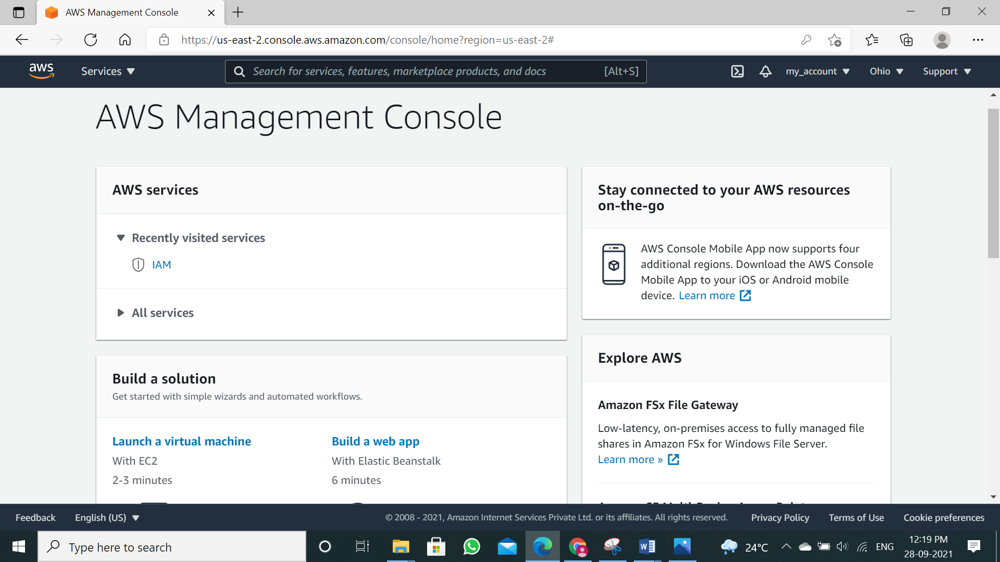 AWS Management Console
https://us-east-2.console.aws.amazon.com/console/home?region=us-east-2#
aws Services Search for services, features, marketplace products, and docs [Alt+S] my_account Ohio Support
AWS Management Console
AWS services
Recently visited services
IAM
All services
Build a solution
Get started with simple wizards and automated workflows.
Launch a virtual machine
With EC2
2-3 minutes
Build a web app
With Elastic Beanstalk
6 minutes
Stay connected to your AWS resources
on-the-go
AWS Console Mobile App now supports four
additional regions. Download the AWS Console
Mobile App to your iOS or Android mobile
device. Learn more
Explore AWS
Amazon FSx File Gateway
Low-latency, on-premises access to fully managed file
shares in Amazon FSx for Windows File Server.
Learn more »
Feedback English (US) © 2008 - 2021, Amazon Internet Services Private Ltd. or its affiliates. All rights reserved. Privacy Policy Terms of Use Cookie preferences
Type here to search
24°C
ENG
12:19 PM
28-09-2021